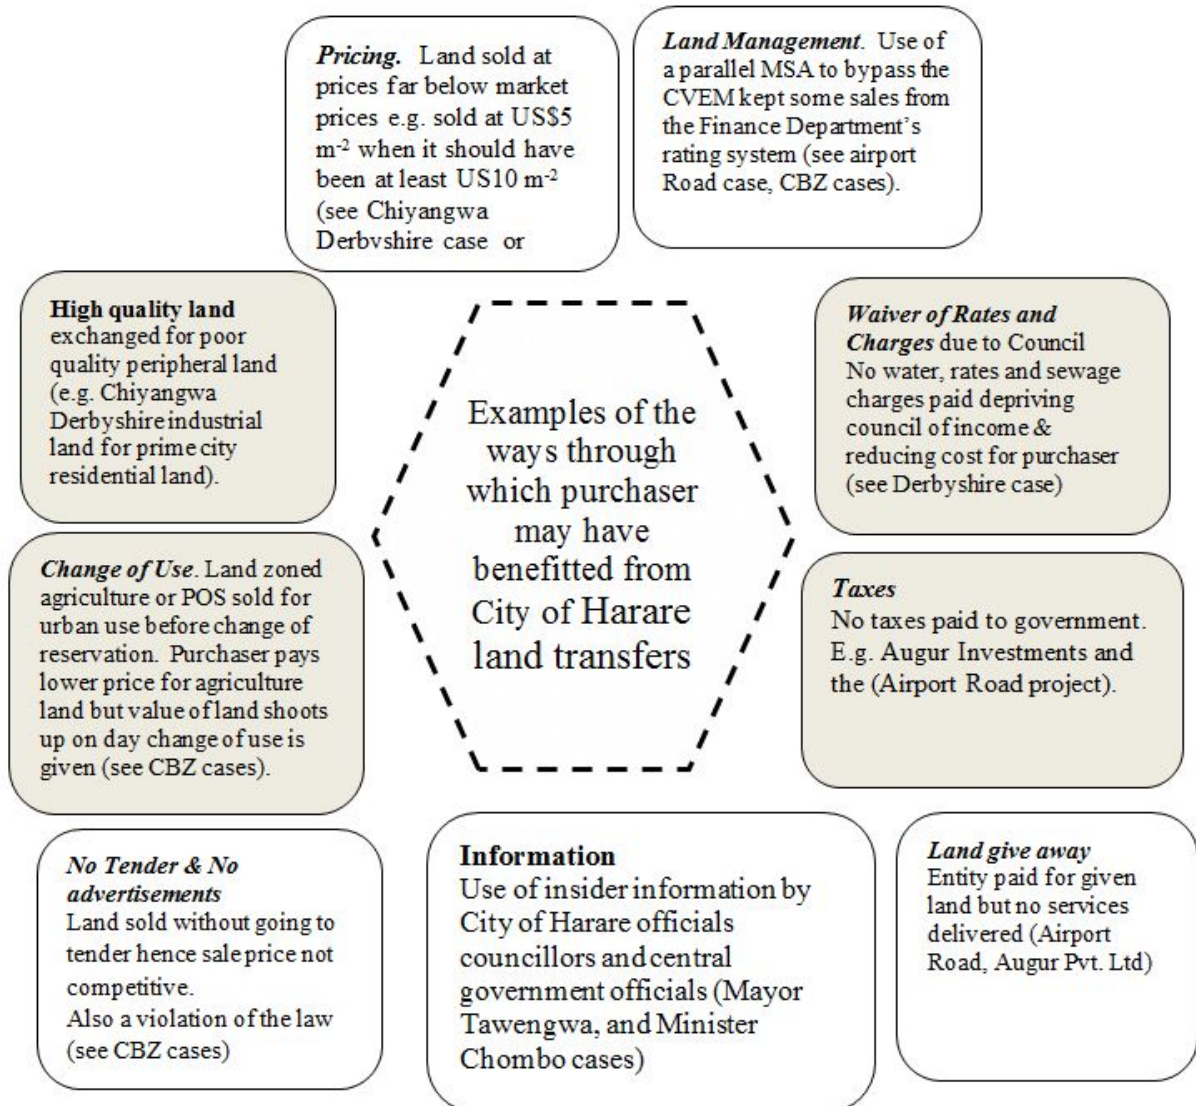 Pricing. Land sold at
prices far below market
prices e.g. sold at US$5
m-2 when it should have
been at least US10 m-2
(see Chiyangwa
Derbyshire case or
Land Management. Use of
a parallel MSA to bypass the
CVEM kept some sales from
the Finance Department's
rating system (see airport
Road case, CBZ cases).
High quality land
exchanged for poor
quality peripheral land
(e.g. Chiyangwa
Derbyshire industrial
land for prime city
residential land).
Examples of the
ways through
which purchaser
may have
benefitted from
City of Harare
land transfers
Waiver of Rates and
Charges due to Council
No water, rates and sewage
charges paid depriving
council of income &
reducing cost for purchaser
(see Derbyshire case)
Change of Use. Land zoned
agriculture or POS sold for
urban use before change of
reservation. Purchaser pays
lower price for agriculture
land but value of land shoots
up on day change of use is
given (see CBZ cases).
Taxes
No taxes paid to government.
E.g. Augur Investments and
the (Airport Road project).
No Tender & No
advertisements
Land sold without going to
tender hence sale price not
competitive.
Also a violation of the law
(see CBZ cases)
Information
Use of insider information by
City of Harare officials
councillors and central
government officials (Mayor
Tawengwa, and Minister
Chombo cases)
Land give away
Entity paid for given
land but no services
delivered (Airport
Road, Augur Pvt. Ltd)